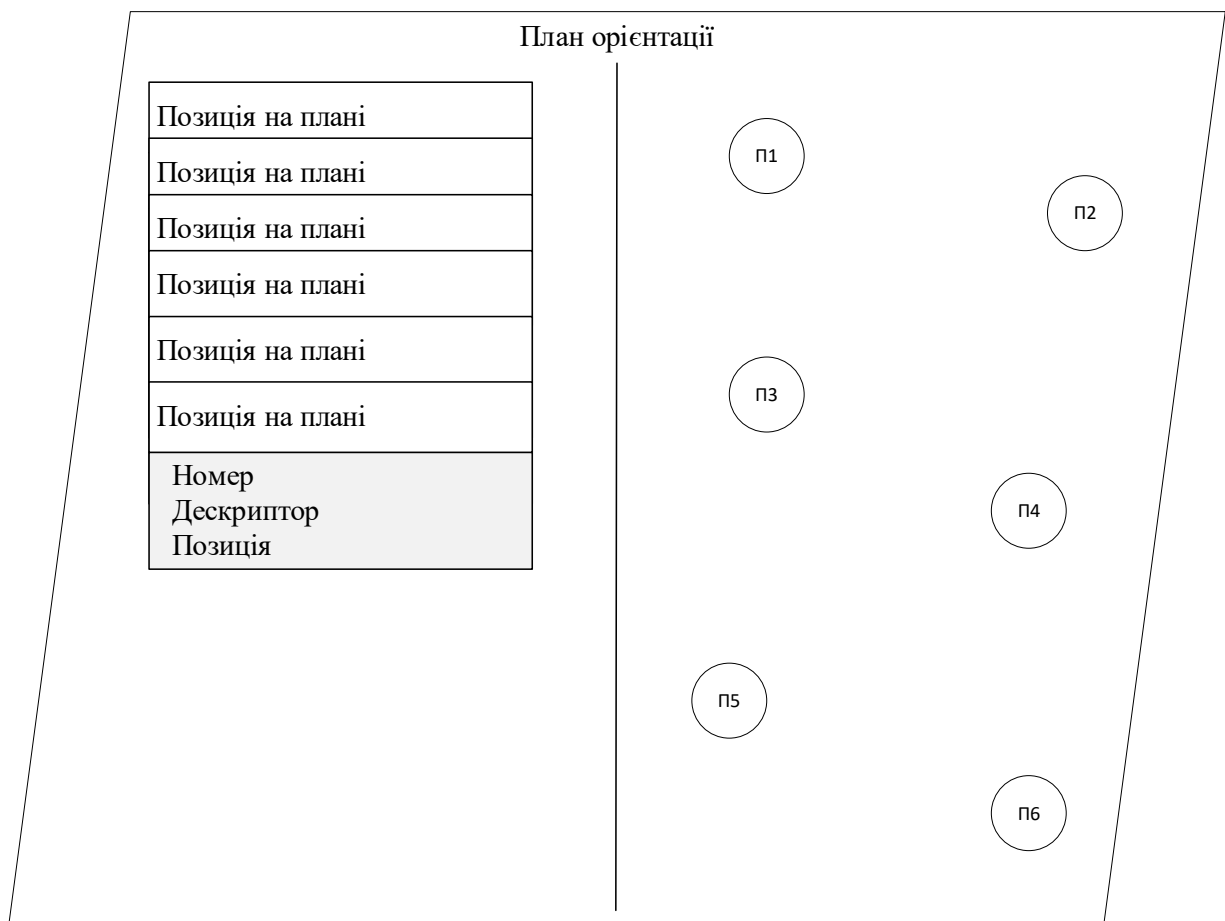 План орієнтації
Позиція на плані
Позиція на плані
Позиція на плані
Позиція на плані
Позиція на плані
Позиція на плані
Номер
Дескриптор
Позиція
П1
П2
П3
П4
П5
П6